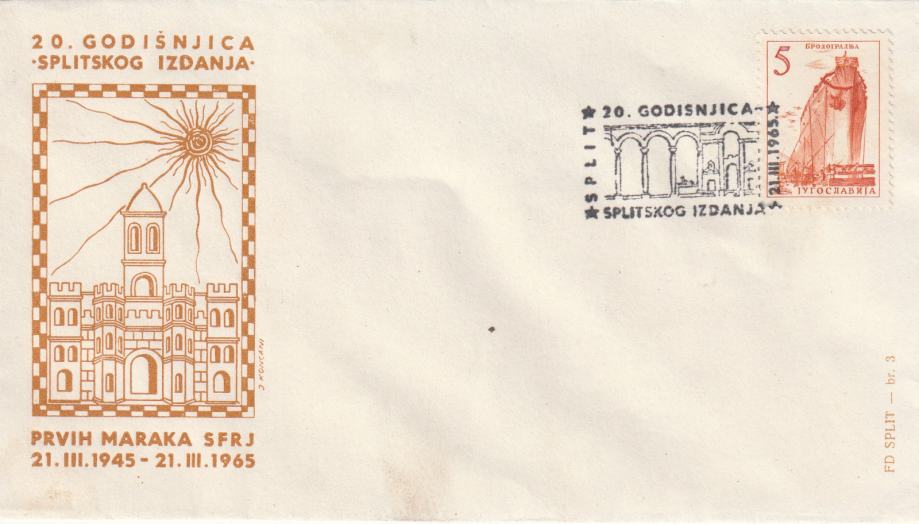 20. GODIŠNJICA
·SPLITSKOG IZDANJA·
J. KONCANI
PRVIH MARAKA SFRJ
21.III.1945 - 21.III.1965
SPLIT
20. GODISNJICA
21.III.1965.
SPLITSKOG IZDANJA
5
БРОДОГРАДЊА
ЈУГОСЛАВИЈА
FD SPLIT — br. 3